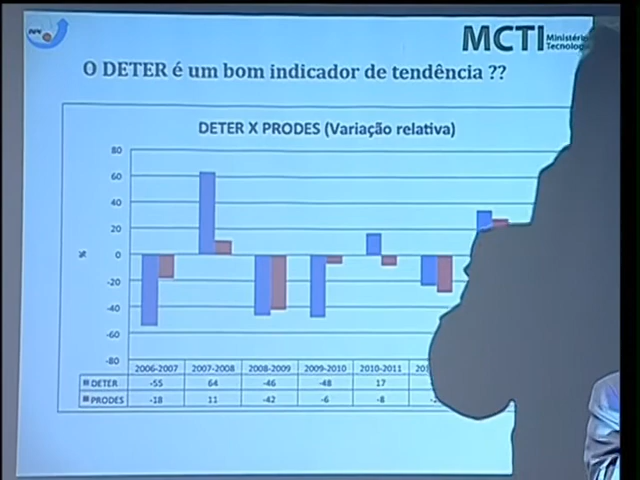 MCTI Ministério
Tecnologia
O DETER é um bom indicador de tendência ??
DETER X PRODES (Variação relativa)
80
60
40
20
0
-20
-40
-60
-80
%
2006-2007 2007-2008 2008-2009 2009-2010 2010-2011
DETER -55 64 -46 -48 17
PRODES -18 11 -42 -6 -8